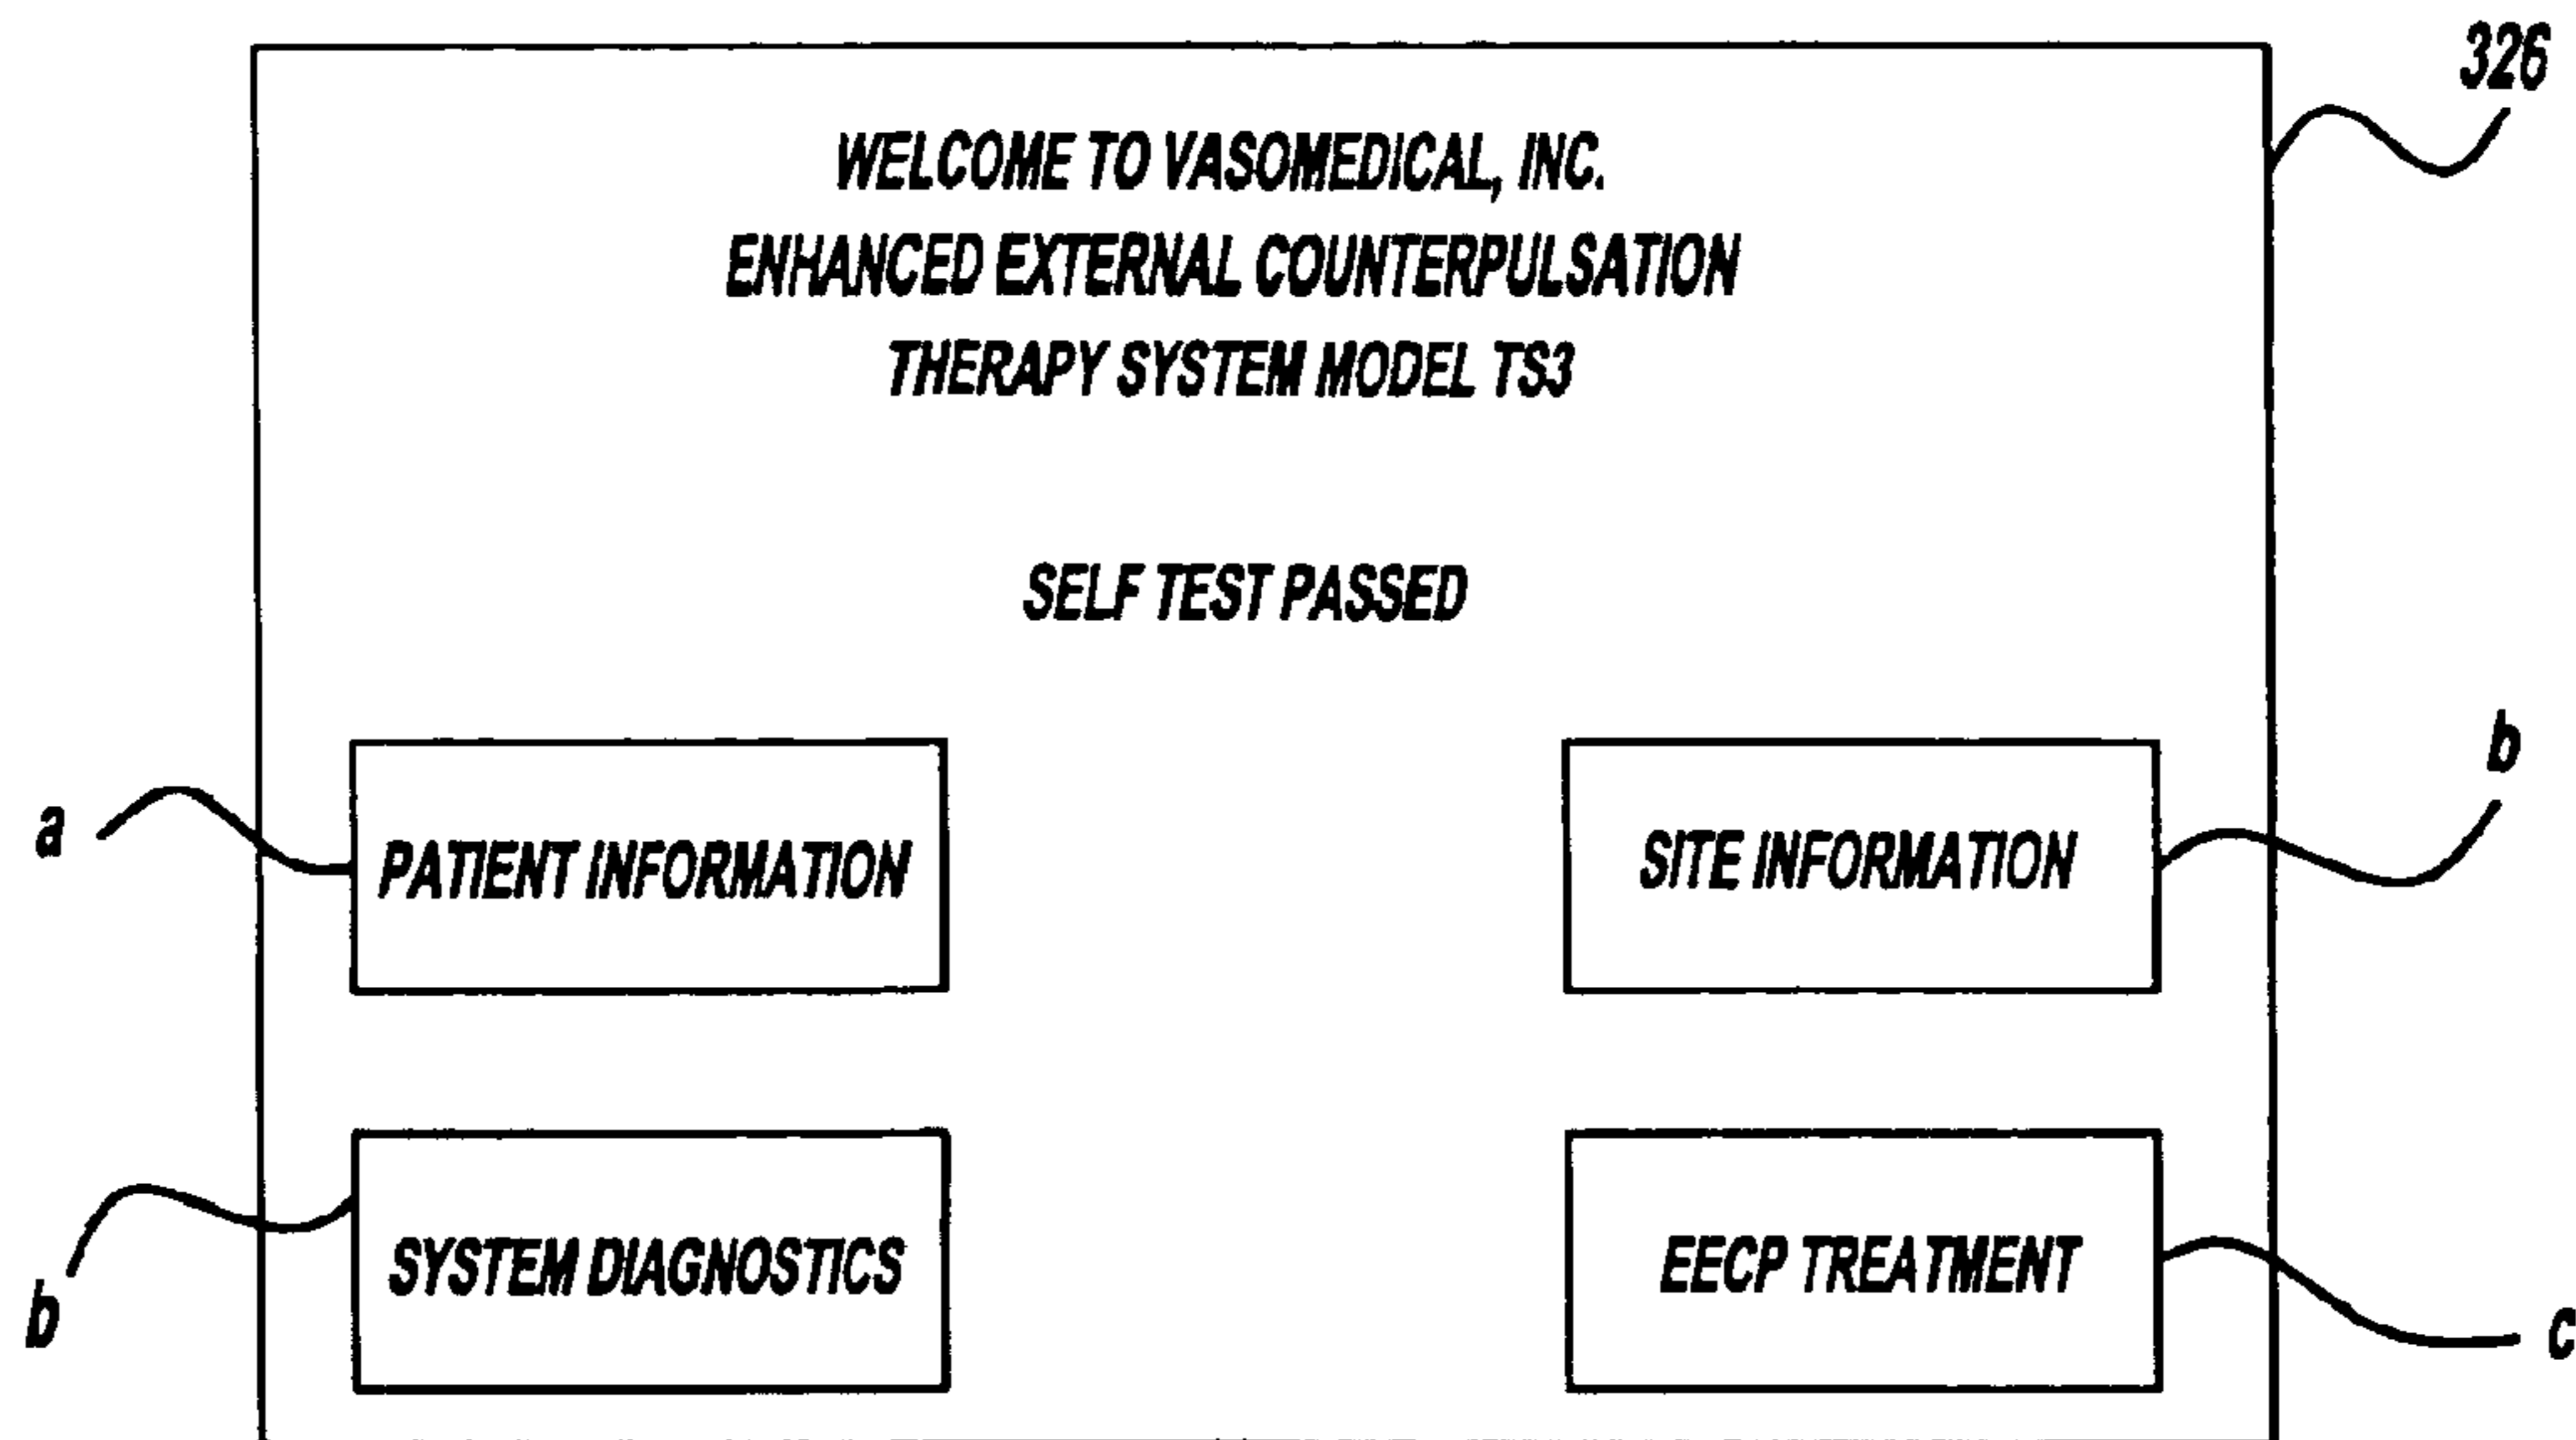 326
WELCOME TO VASOMEDICAL, INC.
ENHANCED EXTERNAL COUNTERPULSATION
THERAPY SYSTEM MODEL TS3
SELF TEST PASSED
a
PATIENT INFORMATION
SITE INFORMATION
b
b
SYSTEM DIAGNOSTICS
EECP TREATMENT
c